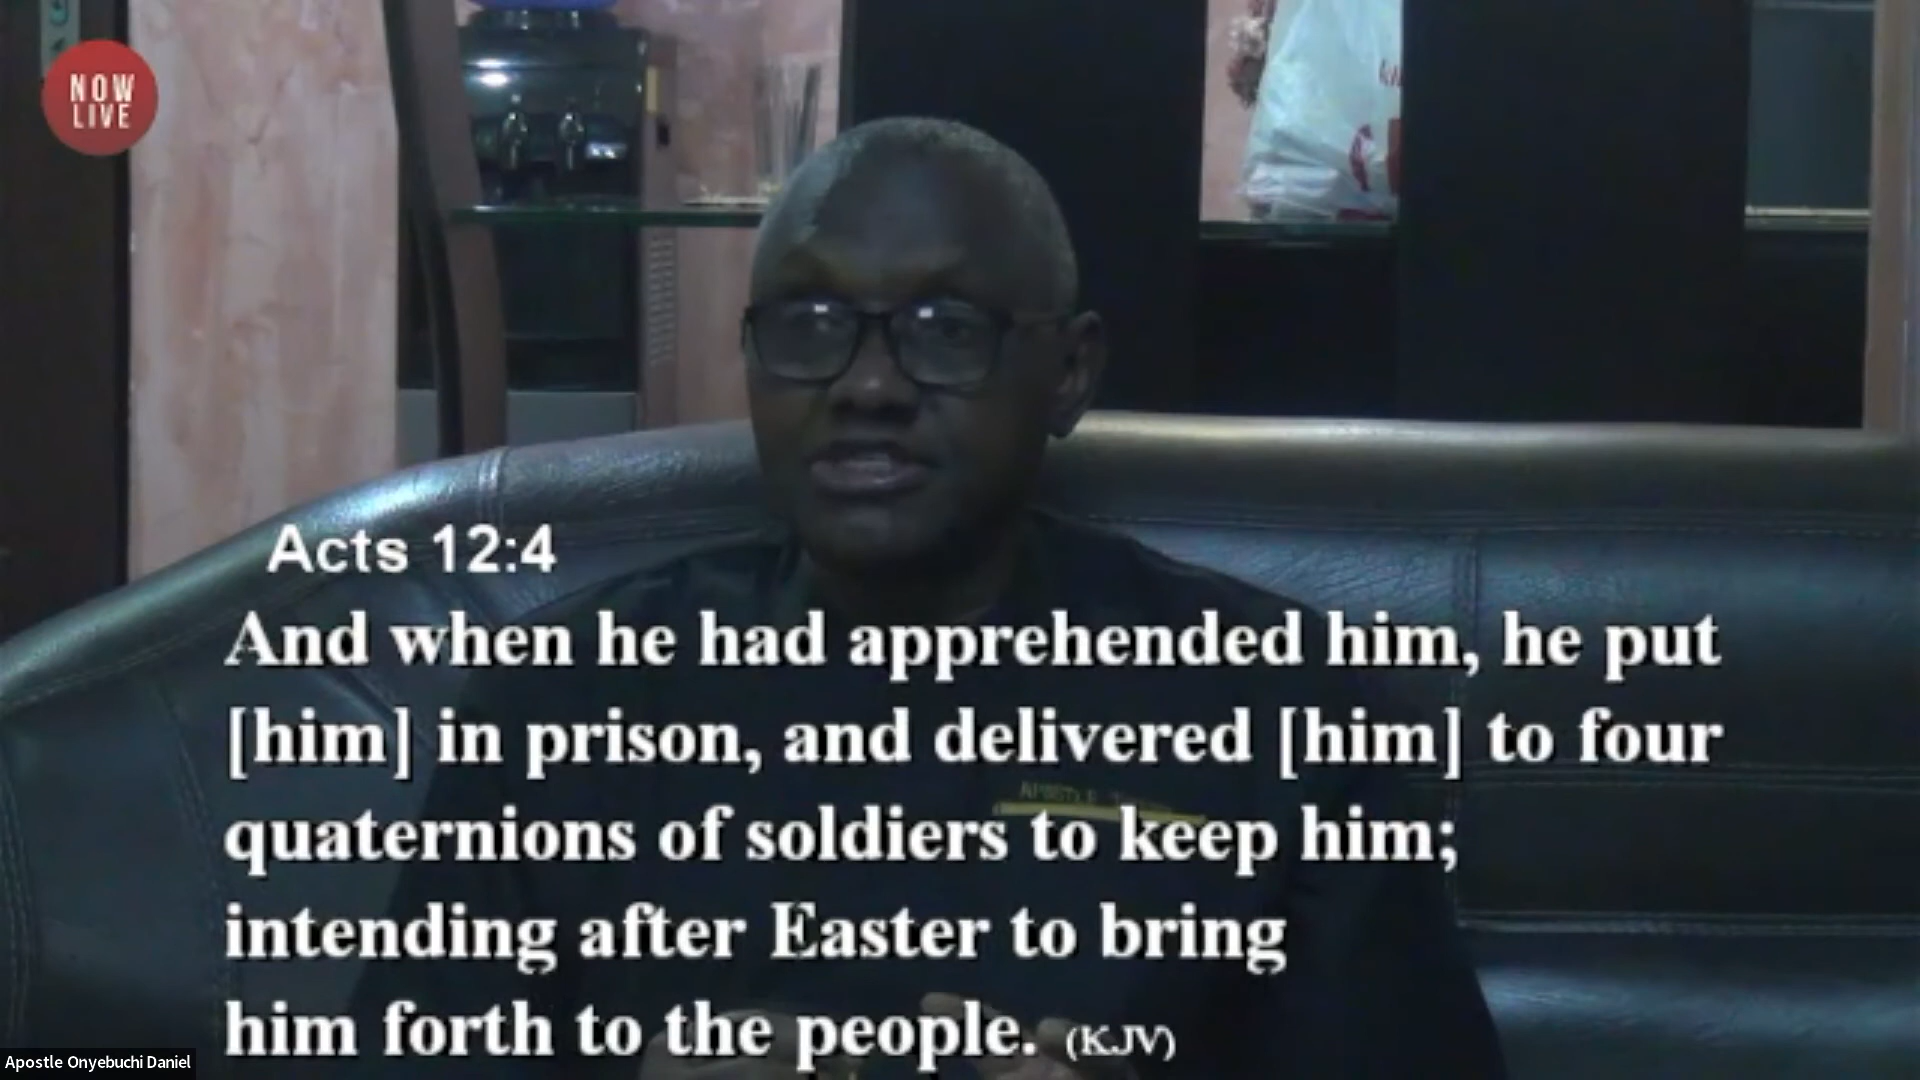 NOW
LIVE
Acts 12:4
And when he had apprehended him, he put
[him] in prison, and delivered [him] to four
quaternions of soldiers to keep him;
intending after Easter to bring
him forth to the people. (KJV)
Apostle Onyebuchi Daniel